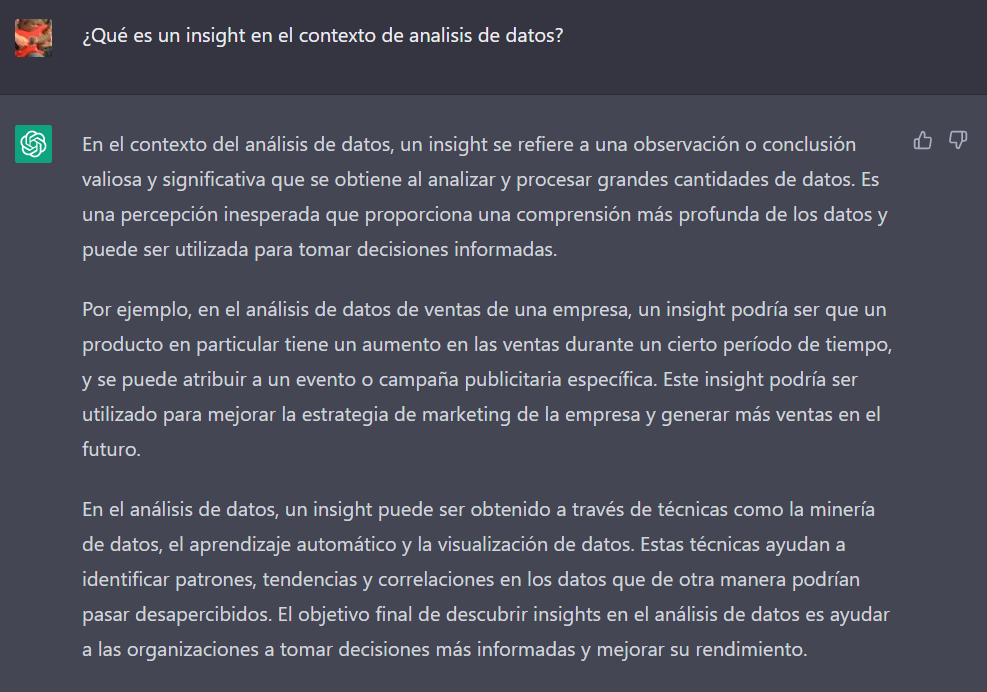 ¿Qué es un insight en el contexto de analisis de datos?
En el contexto del análisis de datos, un insight se refiere a una observación o conclusión
valiosa y significativa que se obtiene al analizar y procesar grandes cantidades de datos. Es
una percepción inesperada que proporciona una comprensión más profunda de los datos y
puede ser utilizada para tomar decisiones informadas.
Por ejemplo, en el análisis de datos de ventas de una empresa, un insight podría ser que un
producto en particular tiene un aumento en las ventas durante un cierto período de tiempo,
y se puede atribuir a un evento o campaña publicitaria específica. Este insight podría ser
utilizado para mejorar la estrategia de marketing de la empresa y generar más ventas en el
futuro.
En el análisis de datos, un insight puede ser obtenido a través de técnicas como la minería
de datos, el aprendizaje automático y la visualización de datos. Estas técnicas ayudan a
identificar patrones, tendencias y correlaciones en los datos que de otra manera podrían
pasar desapercibidos. El objetivo final de descubrir insights en el análisis de datos es ayudar
a las organizaciones a tomar decisiones más informadas y mejorar su rendimiento.